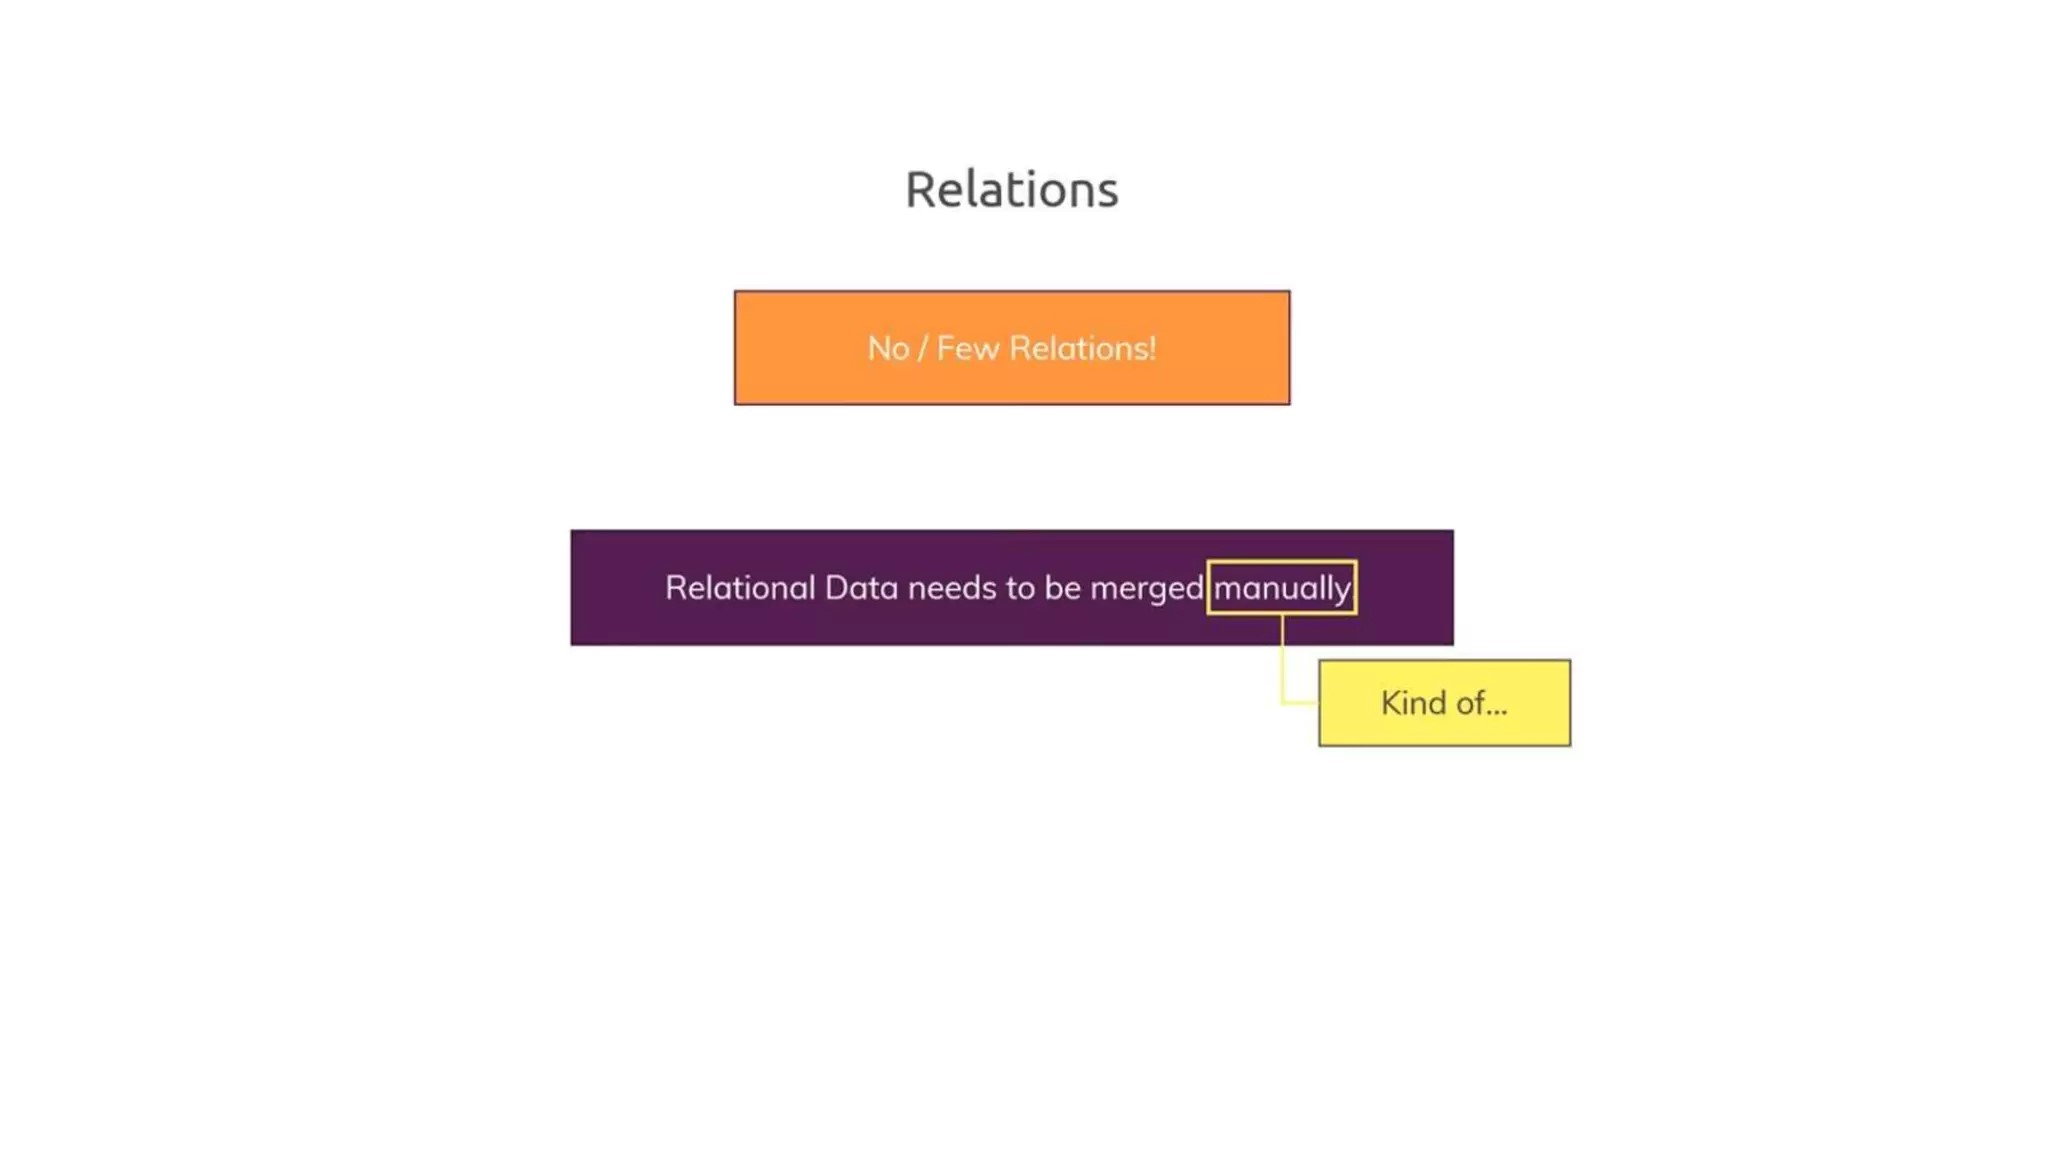 Relations
No / Few Relations!
Relational Data needs to be merged manually.
Kind of...